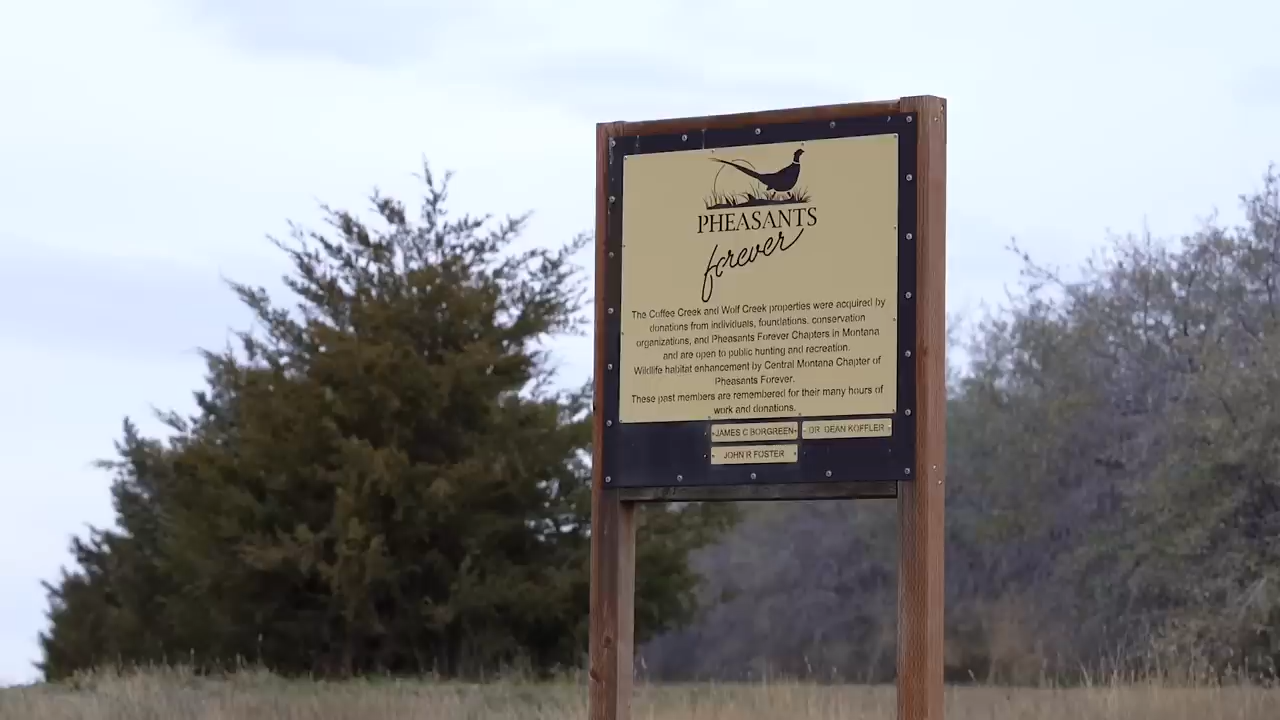 PHEASANTS
forever
The Coffee Creek and Wolf Creek properties were acquired by
donations from individuals, foundations, conservation
organizations, and Pheasants Forever Chapters in Montana
and are open to public hunting and recreation.
Wildlife habitat enhancement by Central Montana Chapter of
Pheasants Forever.
These past members are remembered for their many hours of
work and donations.
JAMES C BORGREEN
DR. DEAN KOFFLER
JOHN R FOSTER